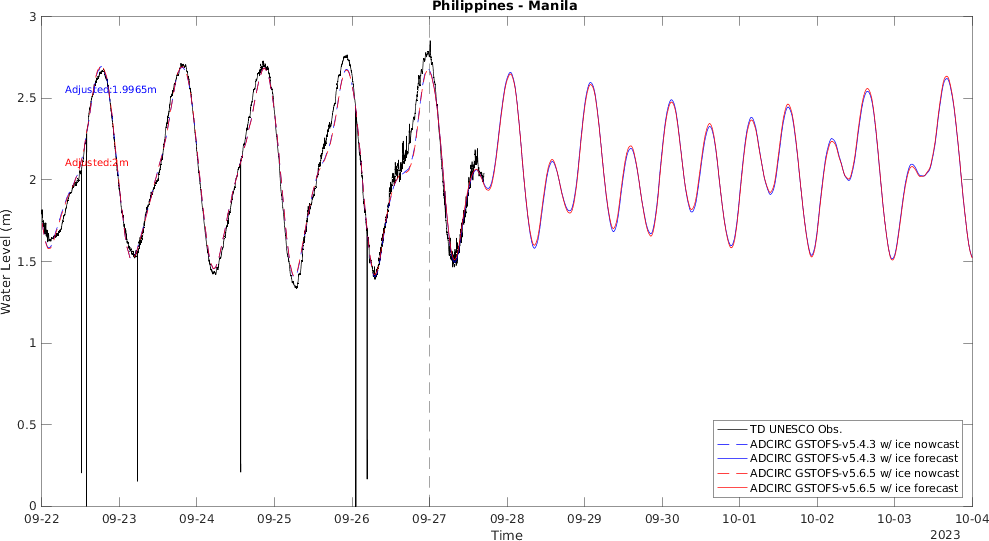 Philippines - Manila
3
2.5
2
1.5
1
0.5
0
Water Level (m)
Adjusted:1.9965m
Adjusted:2m
TD UNESCO Obs.
ADCIRC GSTOFS-v5.4.3 w/ ice nowcast
ADCIRC GSTOFS-v5.4.3 w/ ice forecast
ADCIRC GSTOFS-v5.6.5 w/ ice nowcast
ADCIRC GSTOFS-v5.6.5 w/ ice forecast
09-22 09-23 09-24 09-25 09-26 09-27 09-28 09-29 09-30 10-01 10-02 10-03 10-04
Time
2023